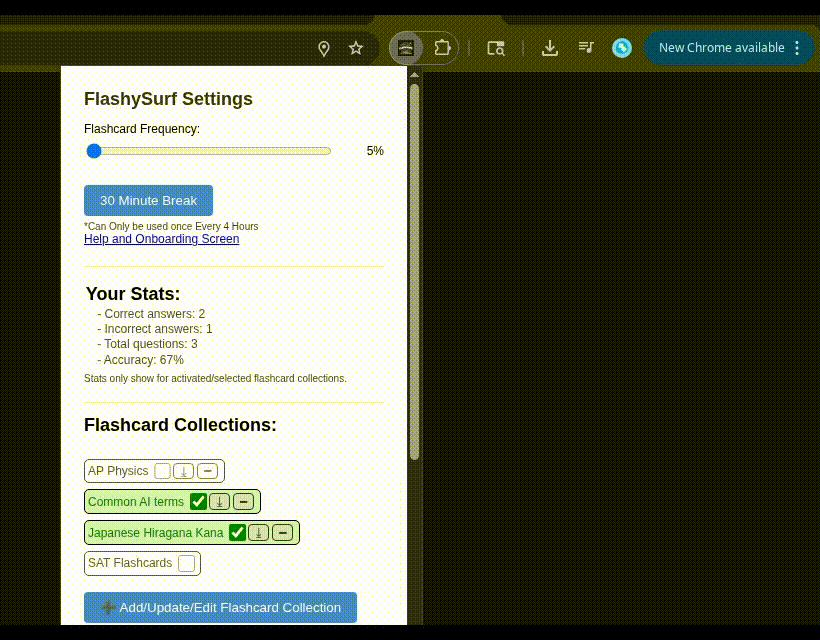 New Chrome available
FlashySurf Settings
Flashcard Frequency:
5%
30 Minute Break
*Can Only be used once Every 4 Hours
Help and Onboarding Screen
Your Stats:
- Correct answers: 2
- Incorrect answers: 1
- Total questions: 3
- Accuracy: 67%
Stats only show for activated/selected flashcard collections.
Flashcard Collections:
AP Physics
Common AI terms
Japanese Hiragana Kana
SAT Flashcards
➕ Add/Update/Edit Flashcard Collection